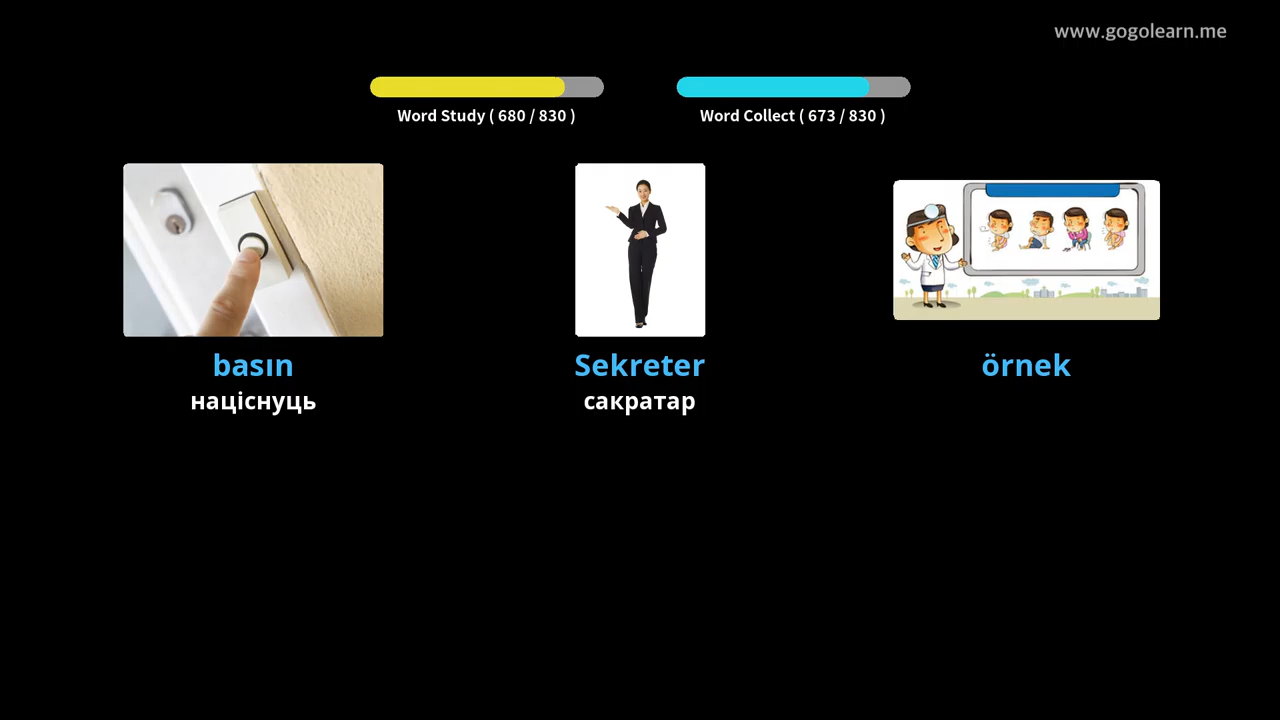 www.gogolearn.me
Word Study ( 680 / 830 )
Word Collect ( 673 / 830 )
basın
націснуць
Sekreter
сакратар
örnek